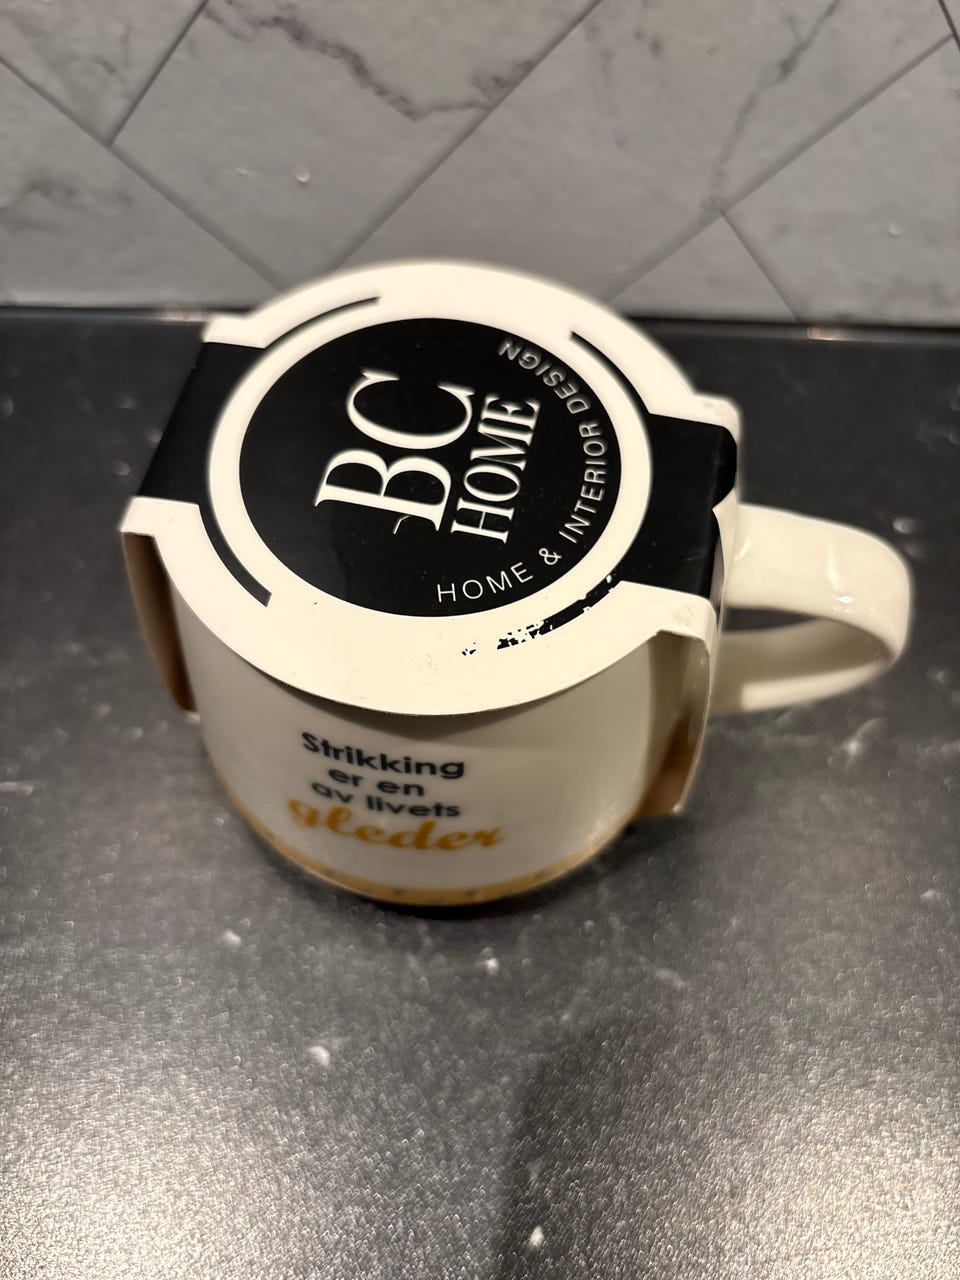 BC
HOME
HOME & INTERIOR DESIGN
Strikking
er en
av livets
gleder